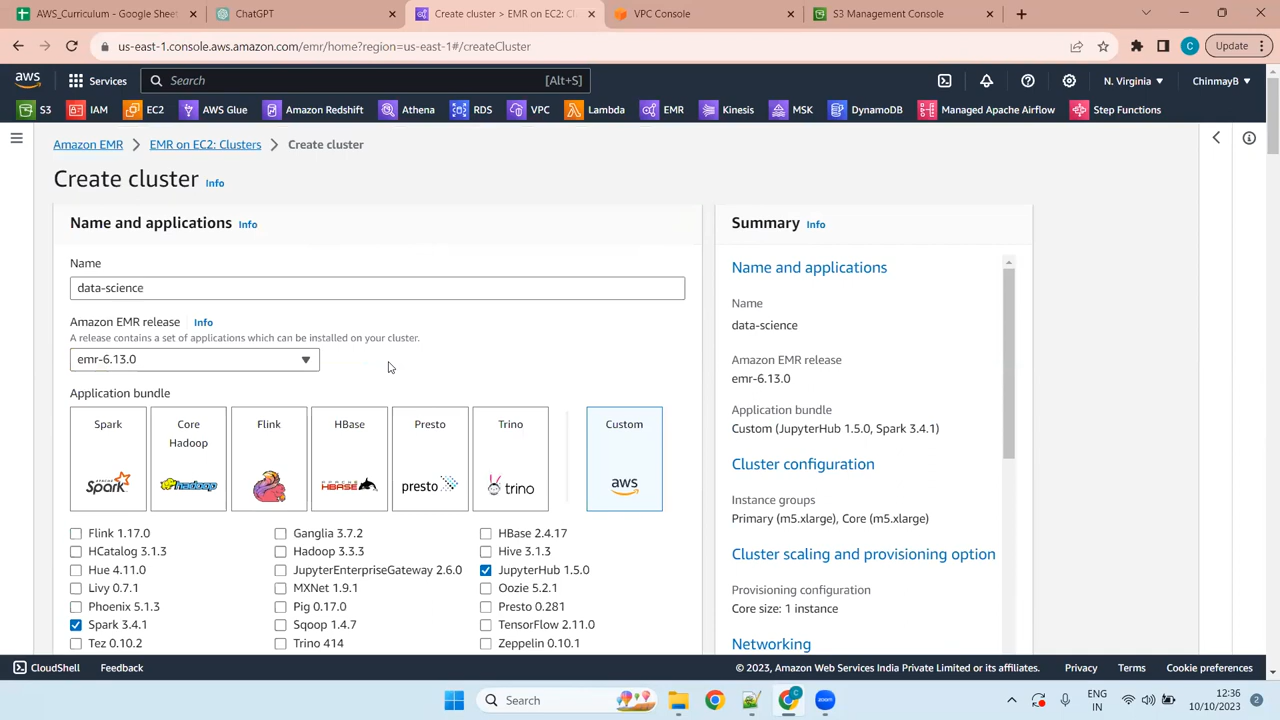 AWS_Curriculum - Google Sheet
ChatGPT
Create cluster > EMR on EC2: Cl
VPC Console
S3 Management Console
us-east-1.console.aws.amazon.com/emr/home?region=us-east-1#/createCluster
C
Update
aws
Services
Search
[Alt+S]
N. Virginia
ChinmayB
S3
IAM
EC2
AWS Glue
Amazon Redshift
Athena
RDS
VPC
Lambda
EMR
Kinesis
MSK
DynamoDB
Managed Apache Airflow
Step Functions
Amazon EMR
EMR on EC2: Clusters
Create cluster
Create cluster Info
Name and applications Info
Name
data-science
Amazon EMR release Info
A release contains a set of applications which can be installed on your cluster.
emr-6.13.0
Application bundle
Spark
Spark
Core
Hadoop
hadoop
Flink
HBase
HBASE
Presto
presto
Trino
trino
Custom
aws
Flink 1.17.0
Ganglia 3.7.2
HBase 2.4.17
HCatalog 3.1.3
Hadoop 3.3.3
Hive 3.1.3
Hue 4.11.0
JupyterEnterpriseGateway 2.6.0
JupyterHub 1.5.0
Livy 0.7.1
MXNet 1.9.1
Oozie 5.2.1
Phoenix 5.1.3
Pig 0.17.0
Presto 0.281
Spark 3.4.1
Sqoop 1.4.7
TensorFlow 2.11.0
Tez 0.10.2
Trino 414
Zeppelin 0.10.1
Summary Info
Name and applications
Name
data-science
Amazon EMR release
emr-6.13.0
Application bundle
Custom (JupyterHub 1.5.0, Spark 3.4.1)
Cluster configuration
Instance groups
Primary (m5.xlarge), Core (m5.xlarge)
Cluster scaling and provisioning option
Provisioning configuration
Core size: 1 instance
Networking
CloudShell
Feedback
© 2023, Amazon Web Services India Private Limited or its affiliates.
Privacy
Terms
Cookie preferences
Search
C
zoom
ENG
IN
12:36
10/10/2023
2